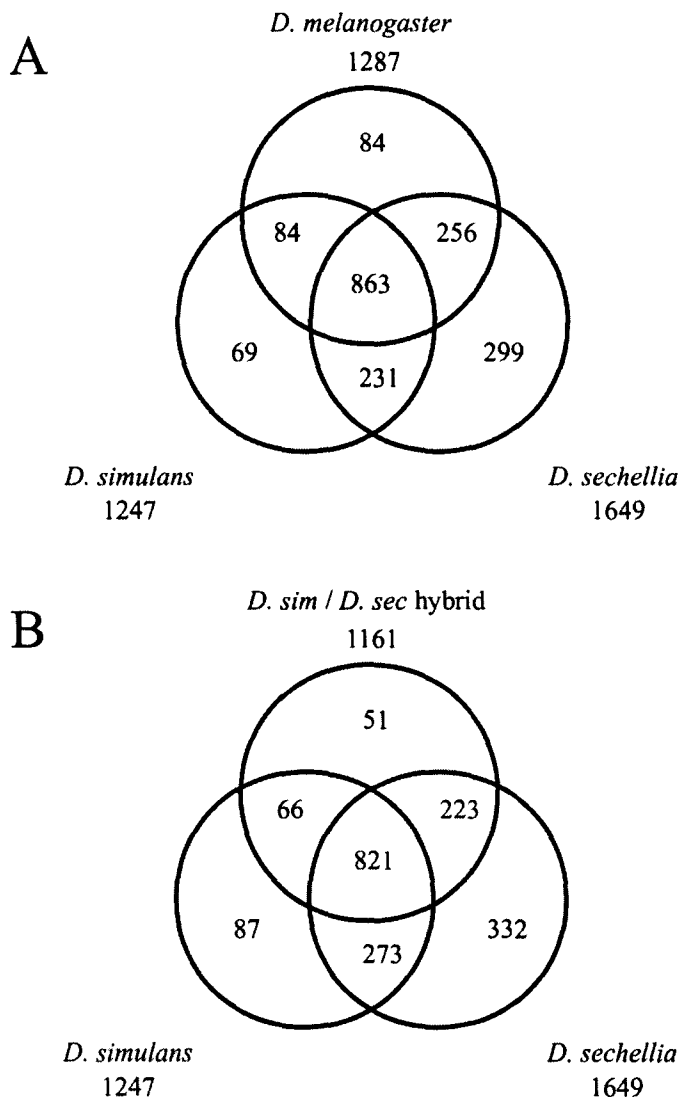 A
D. melanogaster
1287
84
84
256
863
69
231
299
D. simulans
1247
D. sechellia
1649
B
D. sim / D. sec hybrid
1161
51
66
223
821
87
273
332
D. simulans
1247
D. sechellia
1649